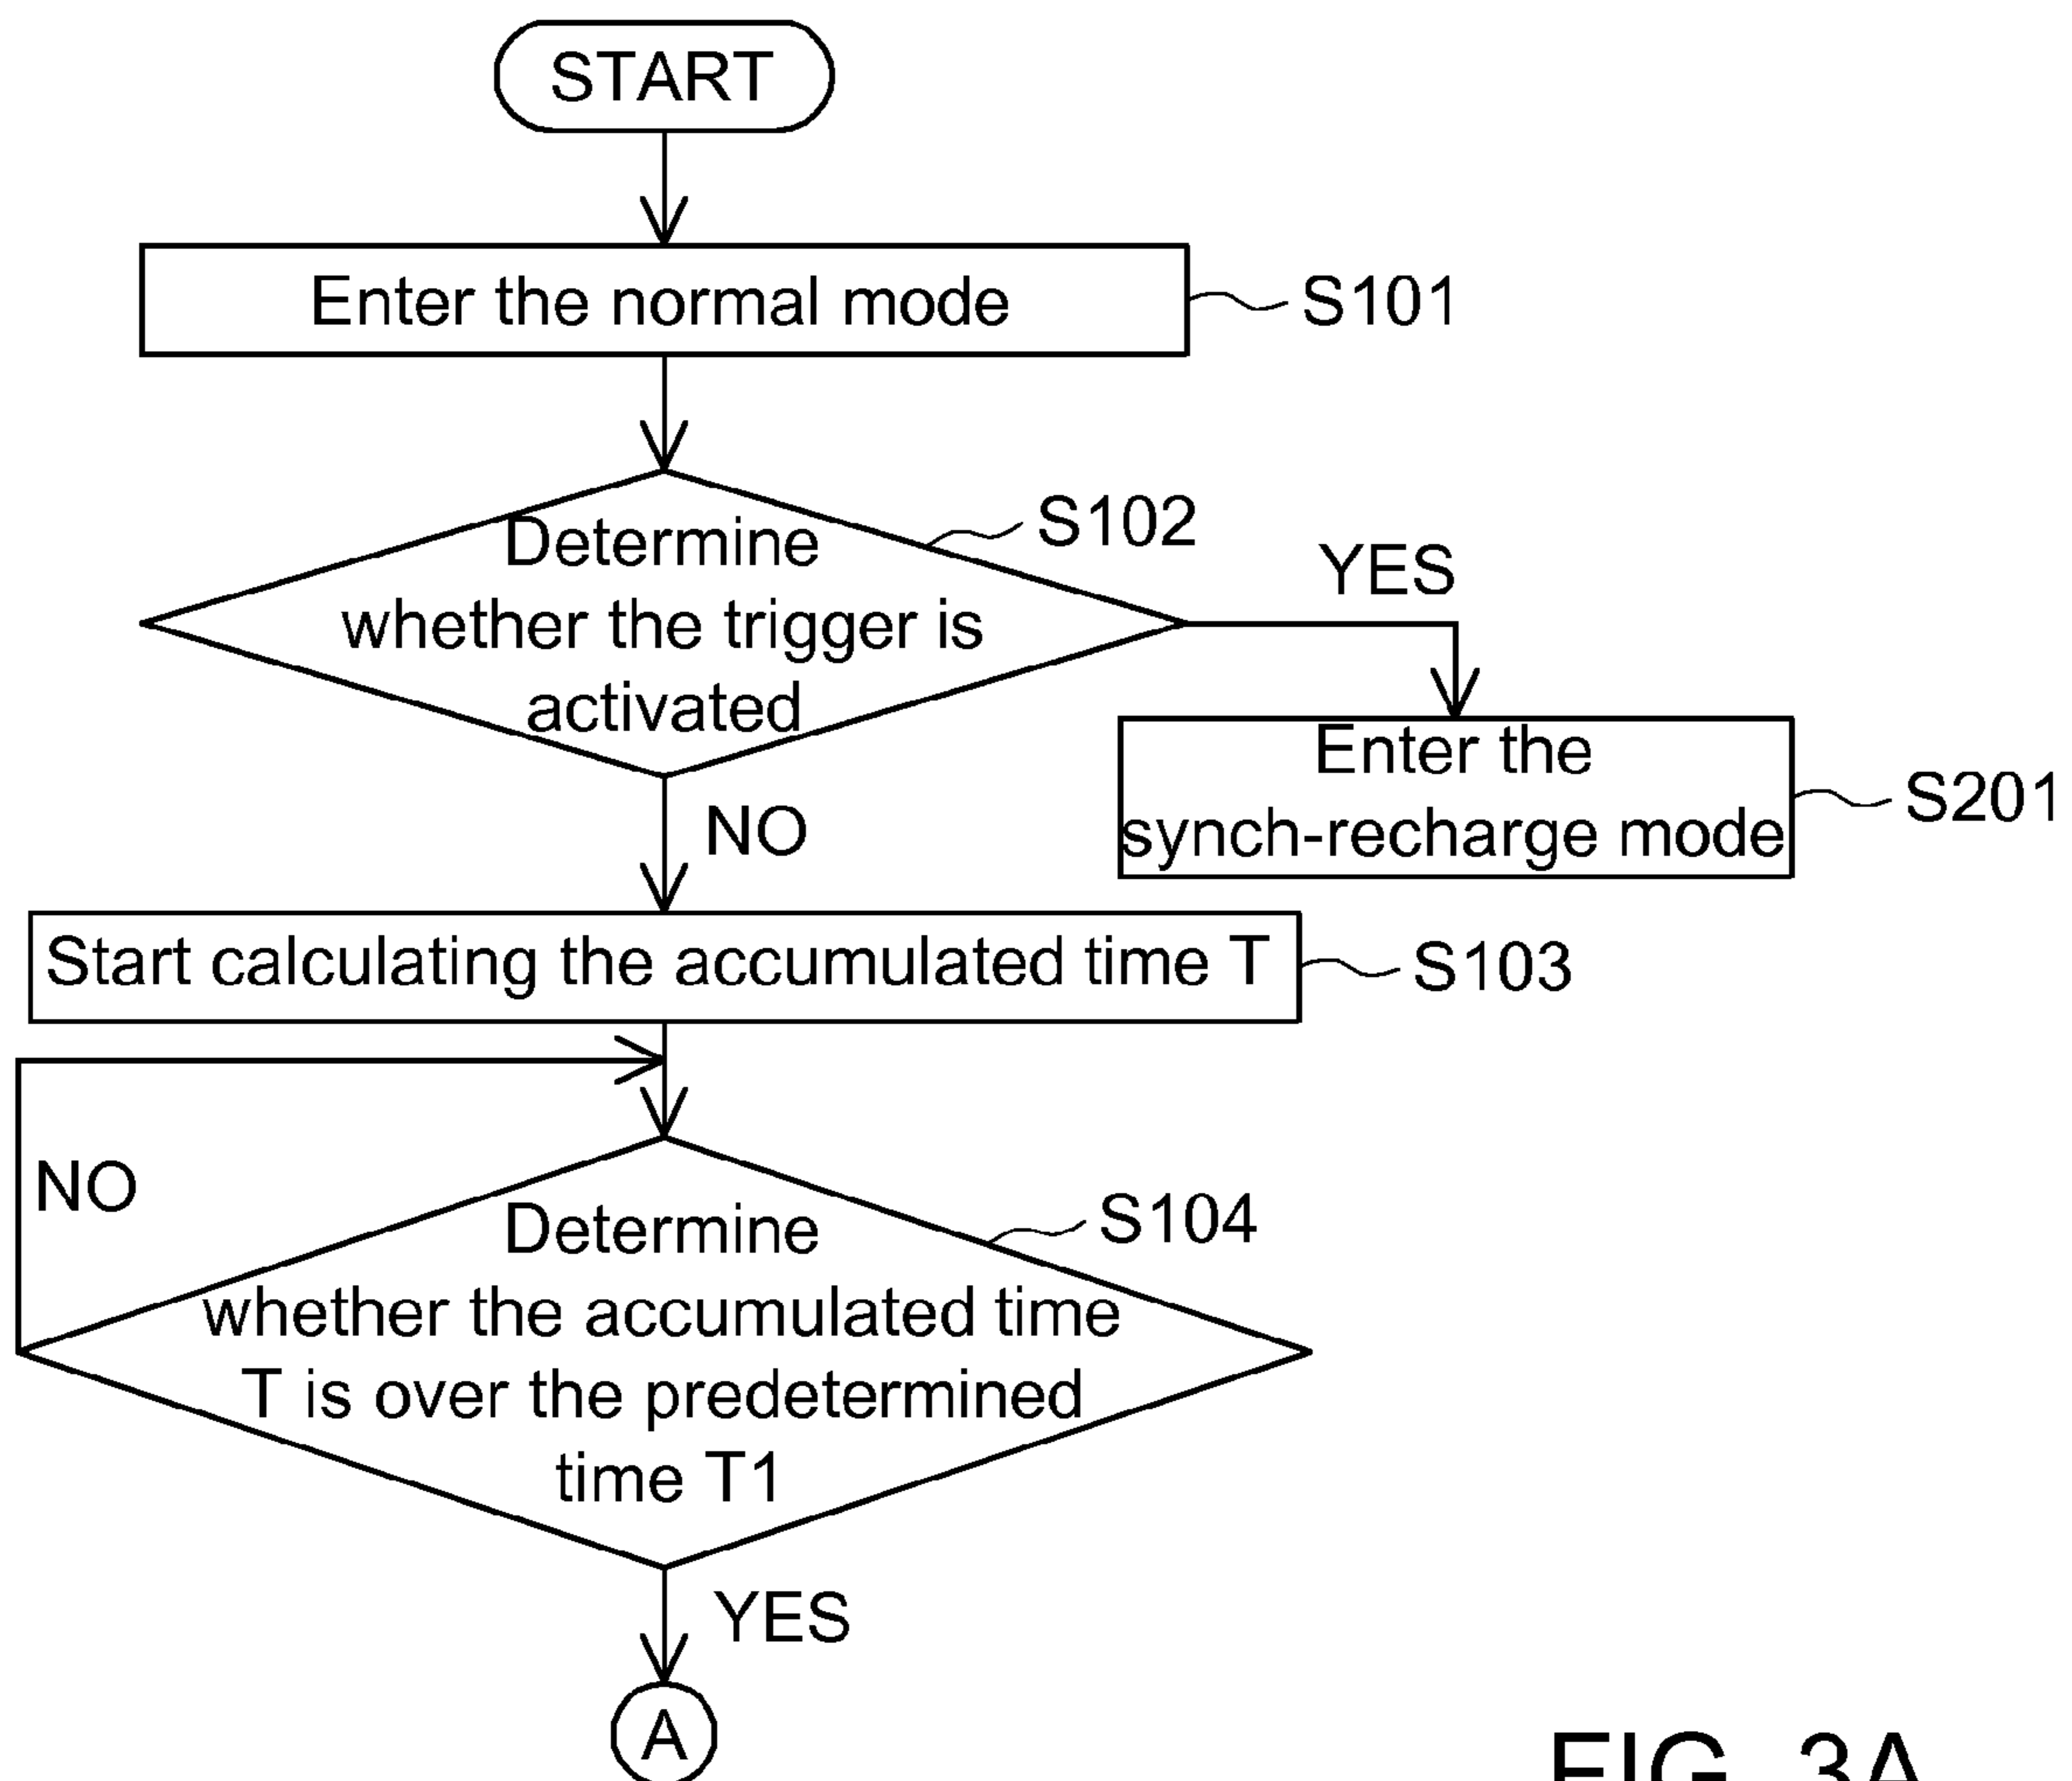 START
Enter the normal mode
S101
Determine
whether the trigger is
activated
S102
YES
Enter the
synch-recharge mode
S201
NO
Start calculating the accumulated time T
S103
NO
Determine
whether the accumulated time
T is over the predetermined
time T1
S104
YES
A
FIG. 3A